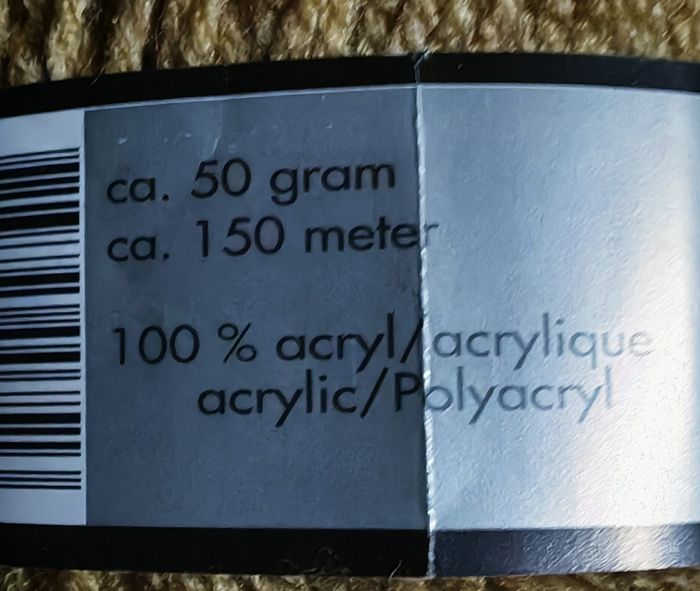 ca. 50 gram
ca. 150 meter
100 % acryl/acrylique
acrylic/Polyacryl